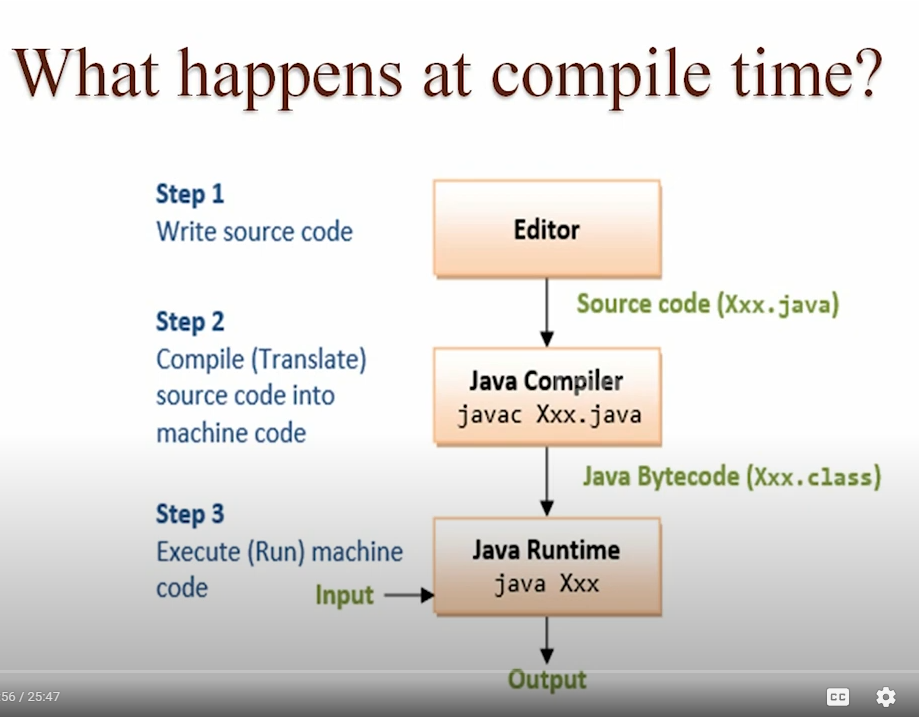 What happens at compile time?
Step 1
Write source code
Editor
Source code (Xxx.java)
Step 2
Compile (Translate)
source code into
machine code
Java Compiler
javac Xxx.java
Java Bytecode (Xxx.class)
Step 3
Execute (Run) machine
code
Input
Java Runtime
java Xxx
Output
56 / 25:47
CC